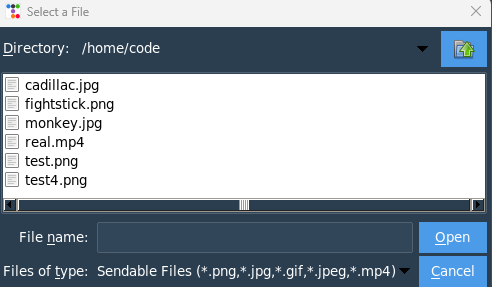 Select a File
Directory: /home/code
cadillac.jpg
fightstick.png
monkey.jpg
real.mp4
test.png
test4.png
File name: Open
Files of type: Sendable Files (*.png,*.jpg,*.gif,*.jpeg,*.mp4) Cancel